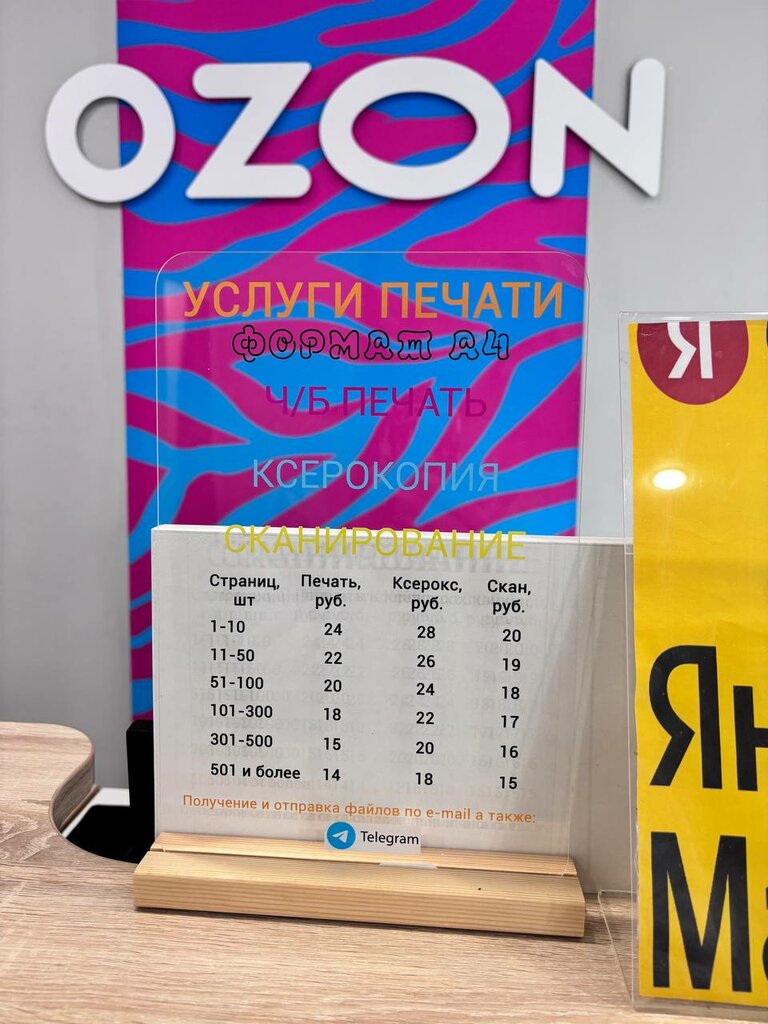 OZON
УСЛУГИ ПЕЧАТИ
ФОРМАТ А4
Ч/Б ПЕЧАТЬ
КСЕРОКОПИЯ
СКАНИРОВАНИЕ
Страниц, шт Печать, руб. Ксерокс, руб. Скан, руб.
1-10 24 28 20
11-50 22 26 19
51-100 20 24 18
101-300 18 22 17
301-500 15 20 16
501 и более 14 18 15
Получение и отправка файлов по e-mail а также:
Telegram
Я
Ян
Ма